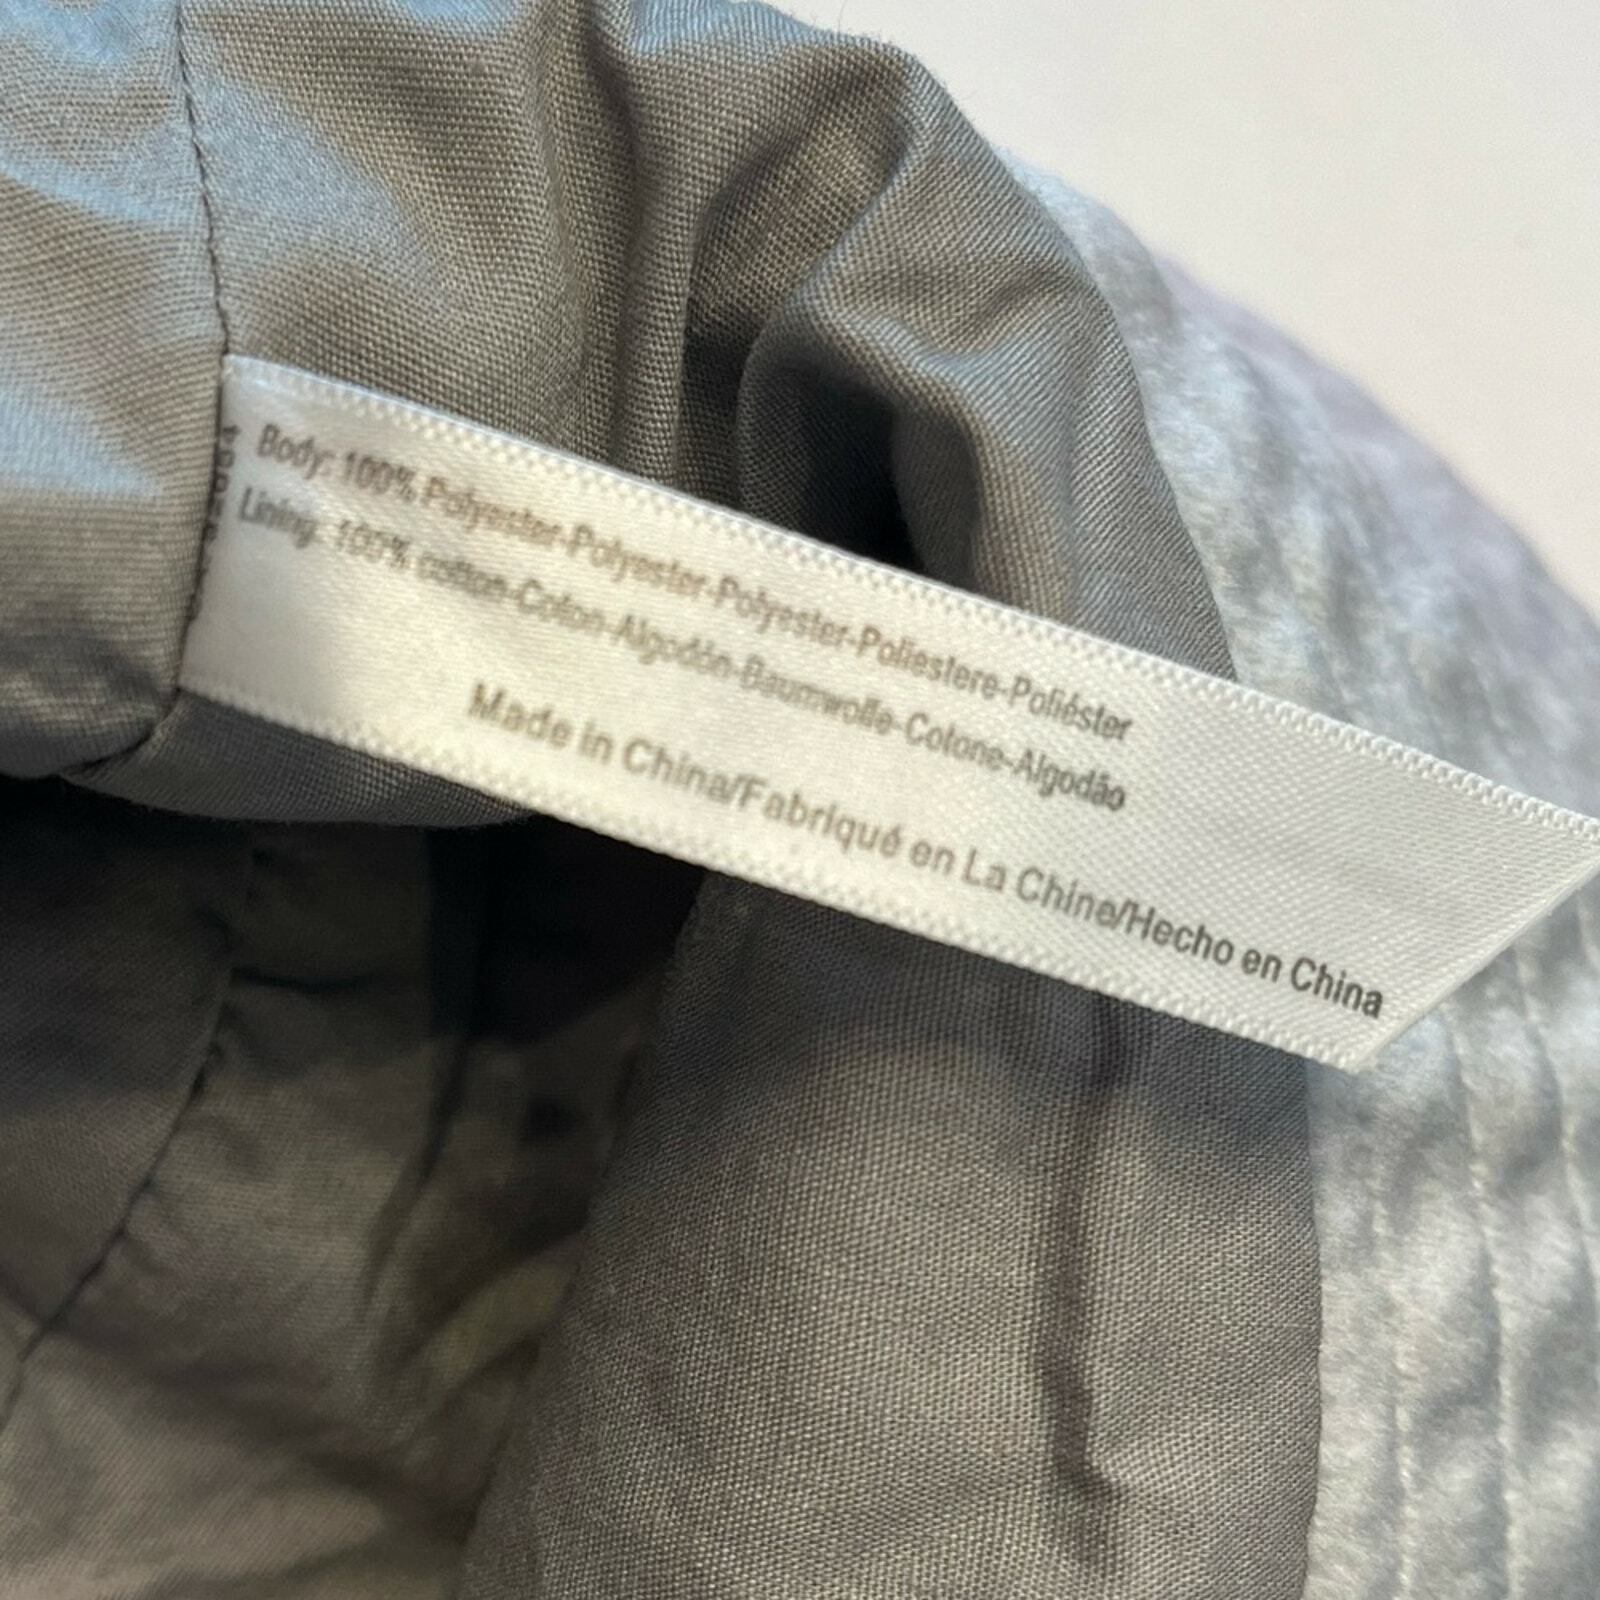 Body: 100% Polyester-Polyester-Polyester-Poliestere-Poliéster
Lining: 100% cotton-Coton-Algodón-Baumwolle-Cotone-Algodão
Made in China/Fabriqué en La Chine/Hecho en China